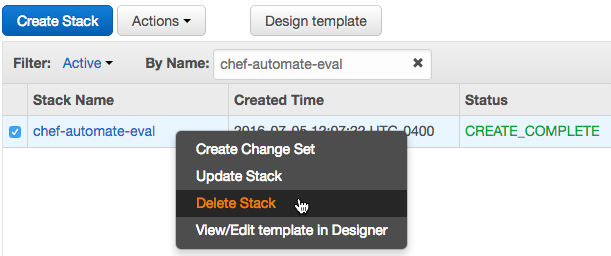 Create Stack Actions Design template
Filter: Active By Name: chef-automate-eval ✖
Stack Name Created Time Status
chef-automate-eval 2016-07-05 12:07:22 UTC-0400 CREATE_COMPLETE
Create Change Set
Update Stack
Delete Stack
View/Edit template in Designer